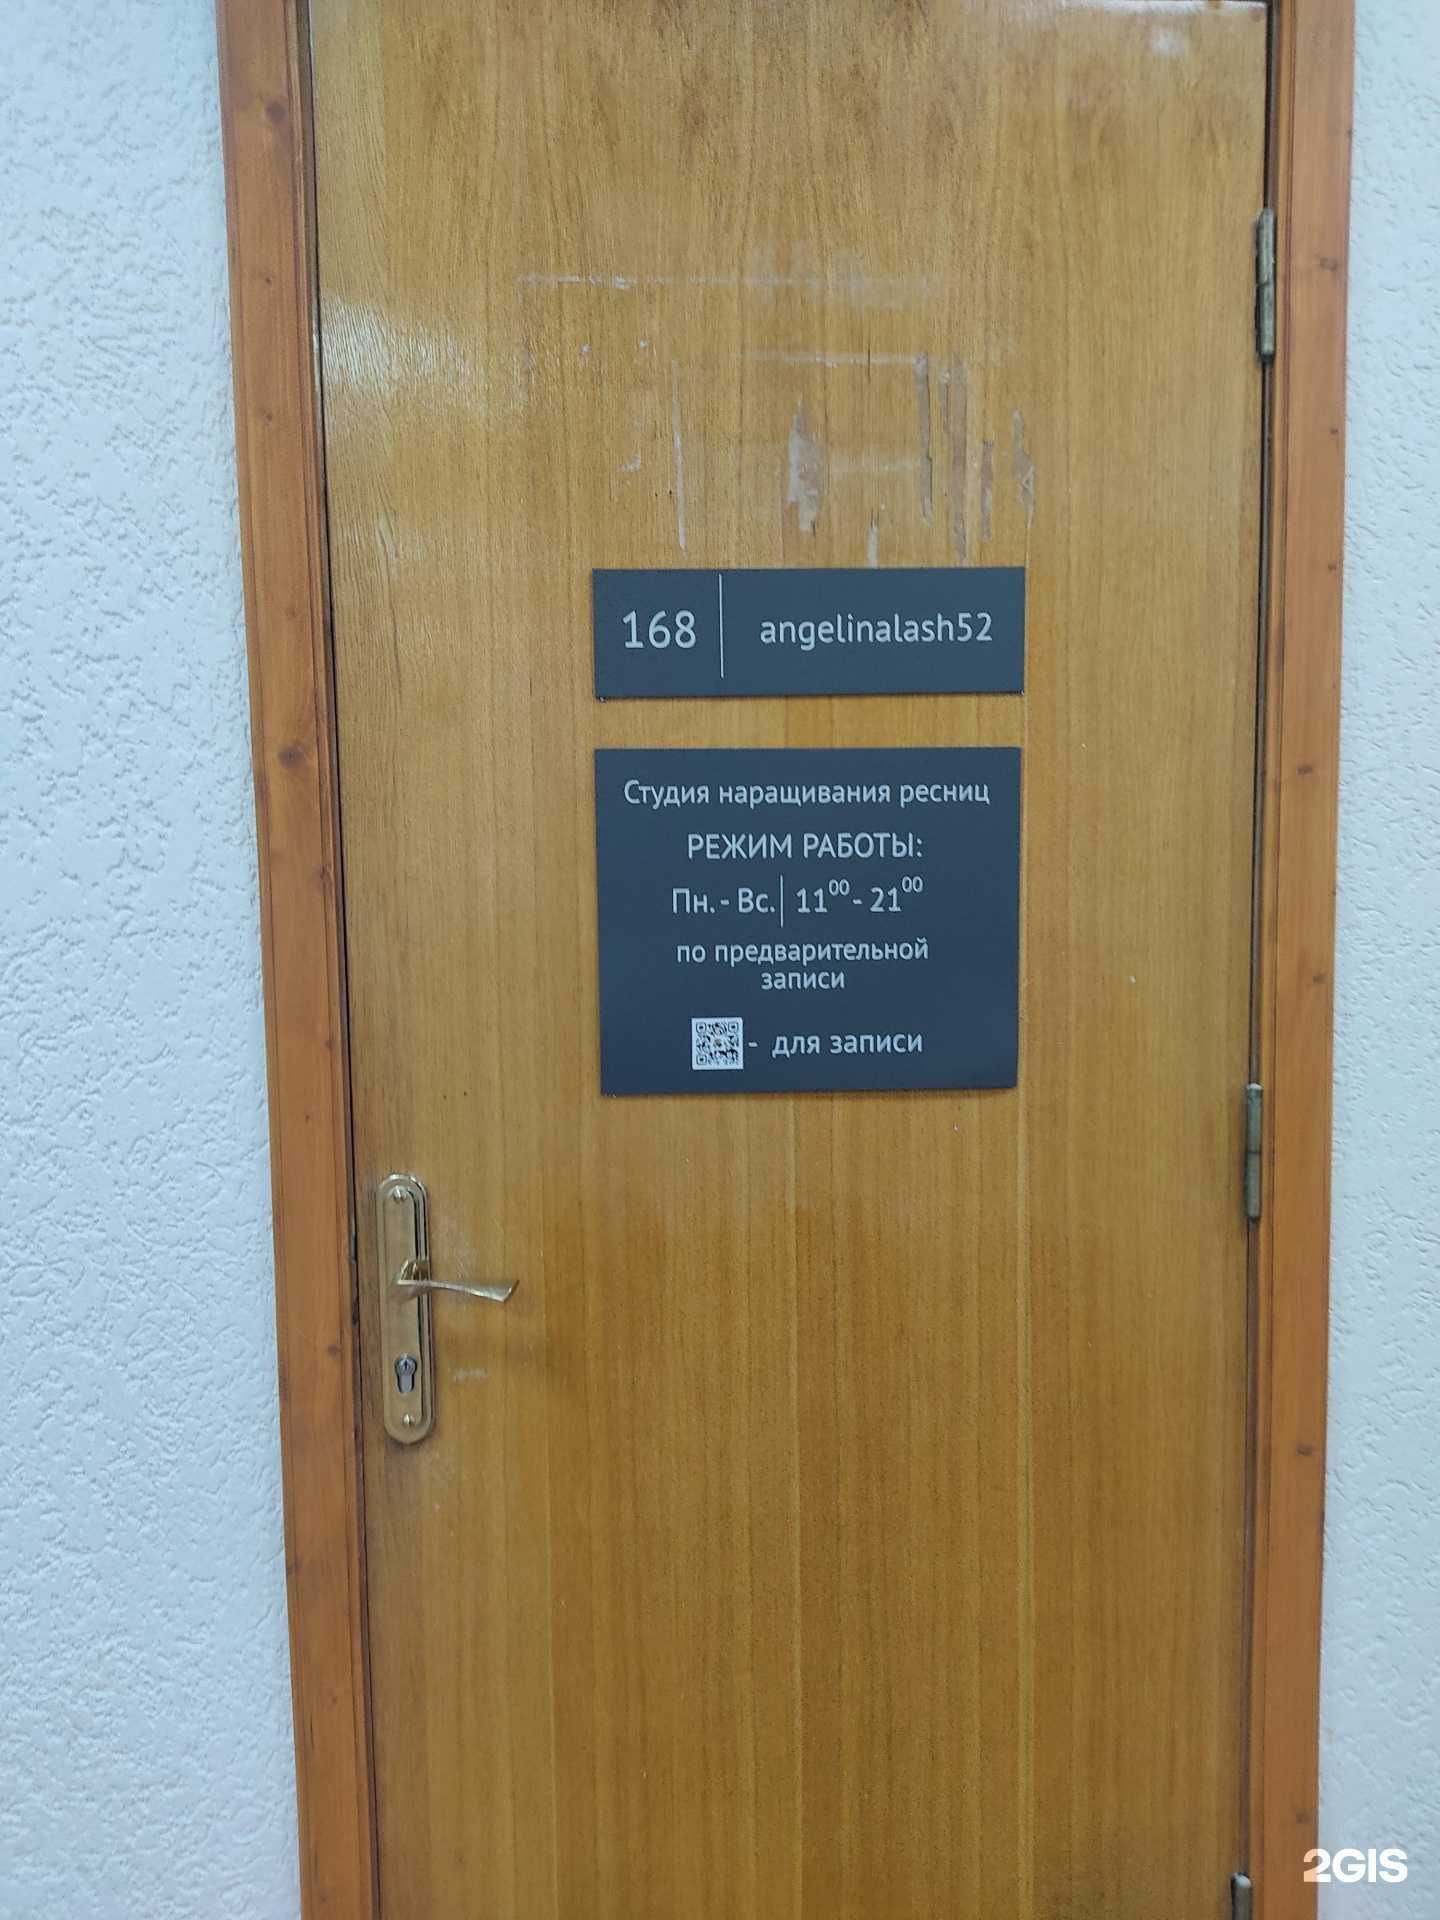 168 angelinalash52
Студия наращивания ресниц
РЕЖИМ РАБОТЫ:
Пн. - Вс. | 11⁰⁰ - 21⁰⁰
по предварительной
записи
- для записи
2GIS